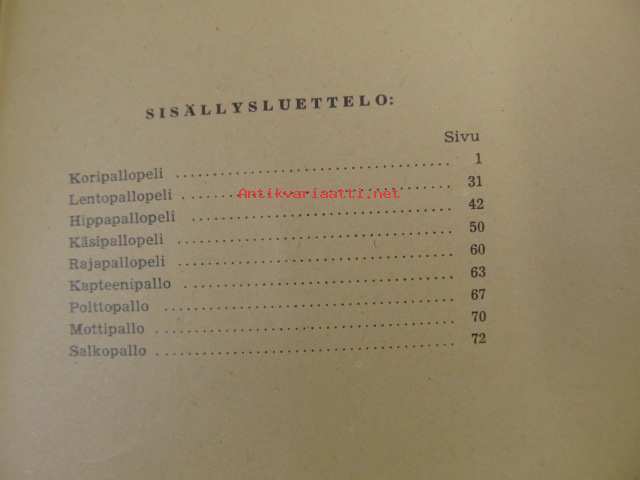 SISÄLLYSLUETTELO:
Sivu
Koripallopeli ........................................ 1
Lentopallopeli ........................................ 31
Antikvariaatti.net
Hippapallopeli ........................................ 42
Käsipallopeli ........................................ 50
Rajapallopeli ........................................ 60
Kapteenipallo ........................................ 63
Polttopallo ........................................ 67
Mottipallo ........................................ 70
Salkopallo ........................................ 72